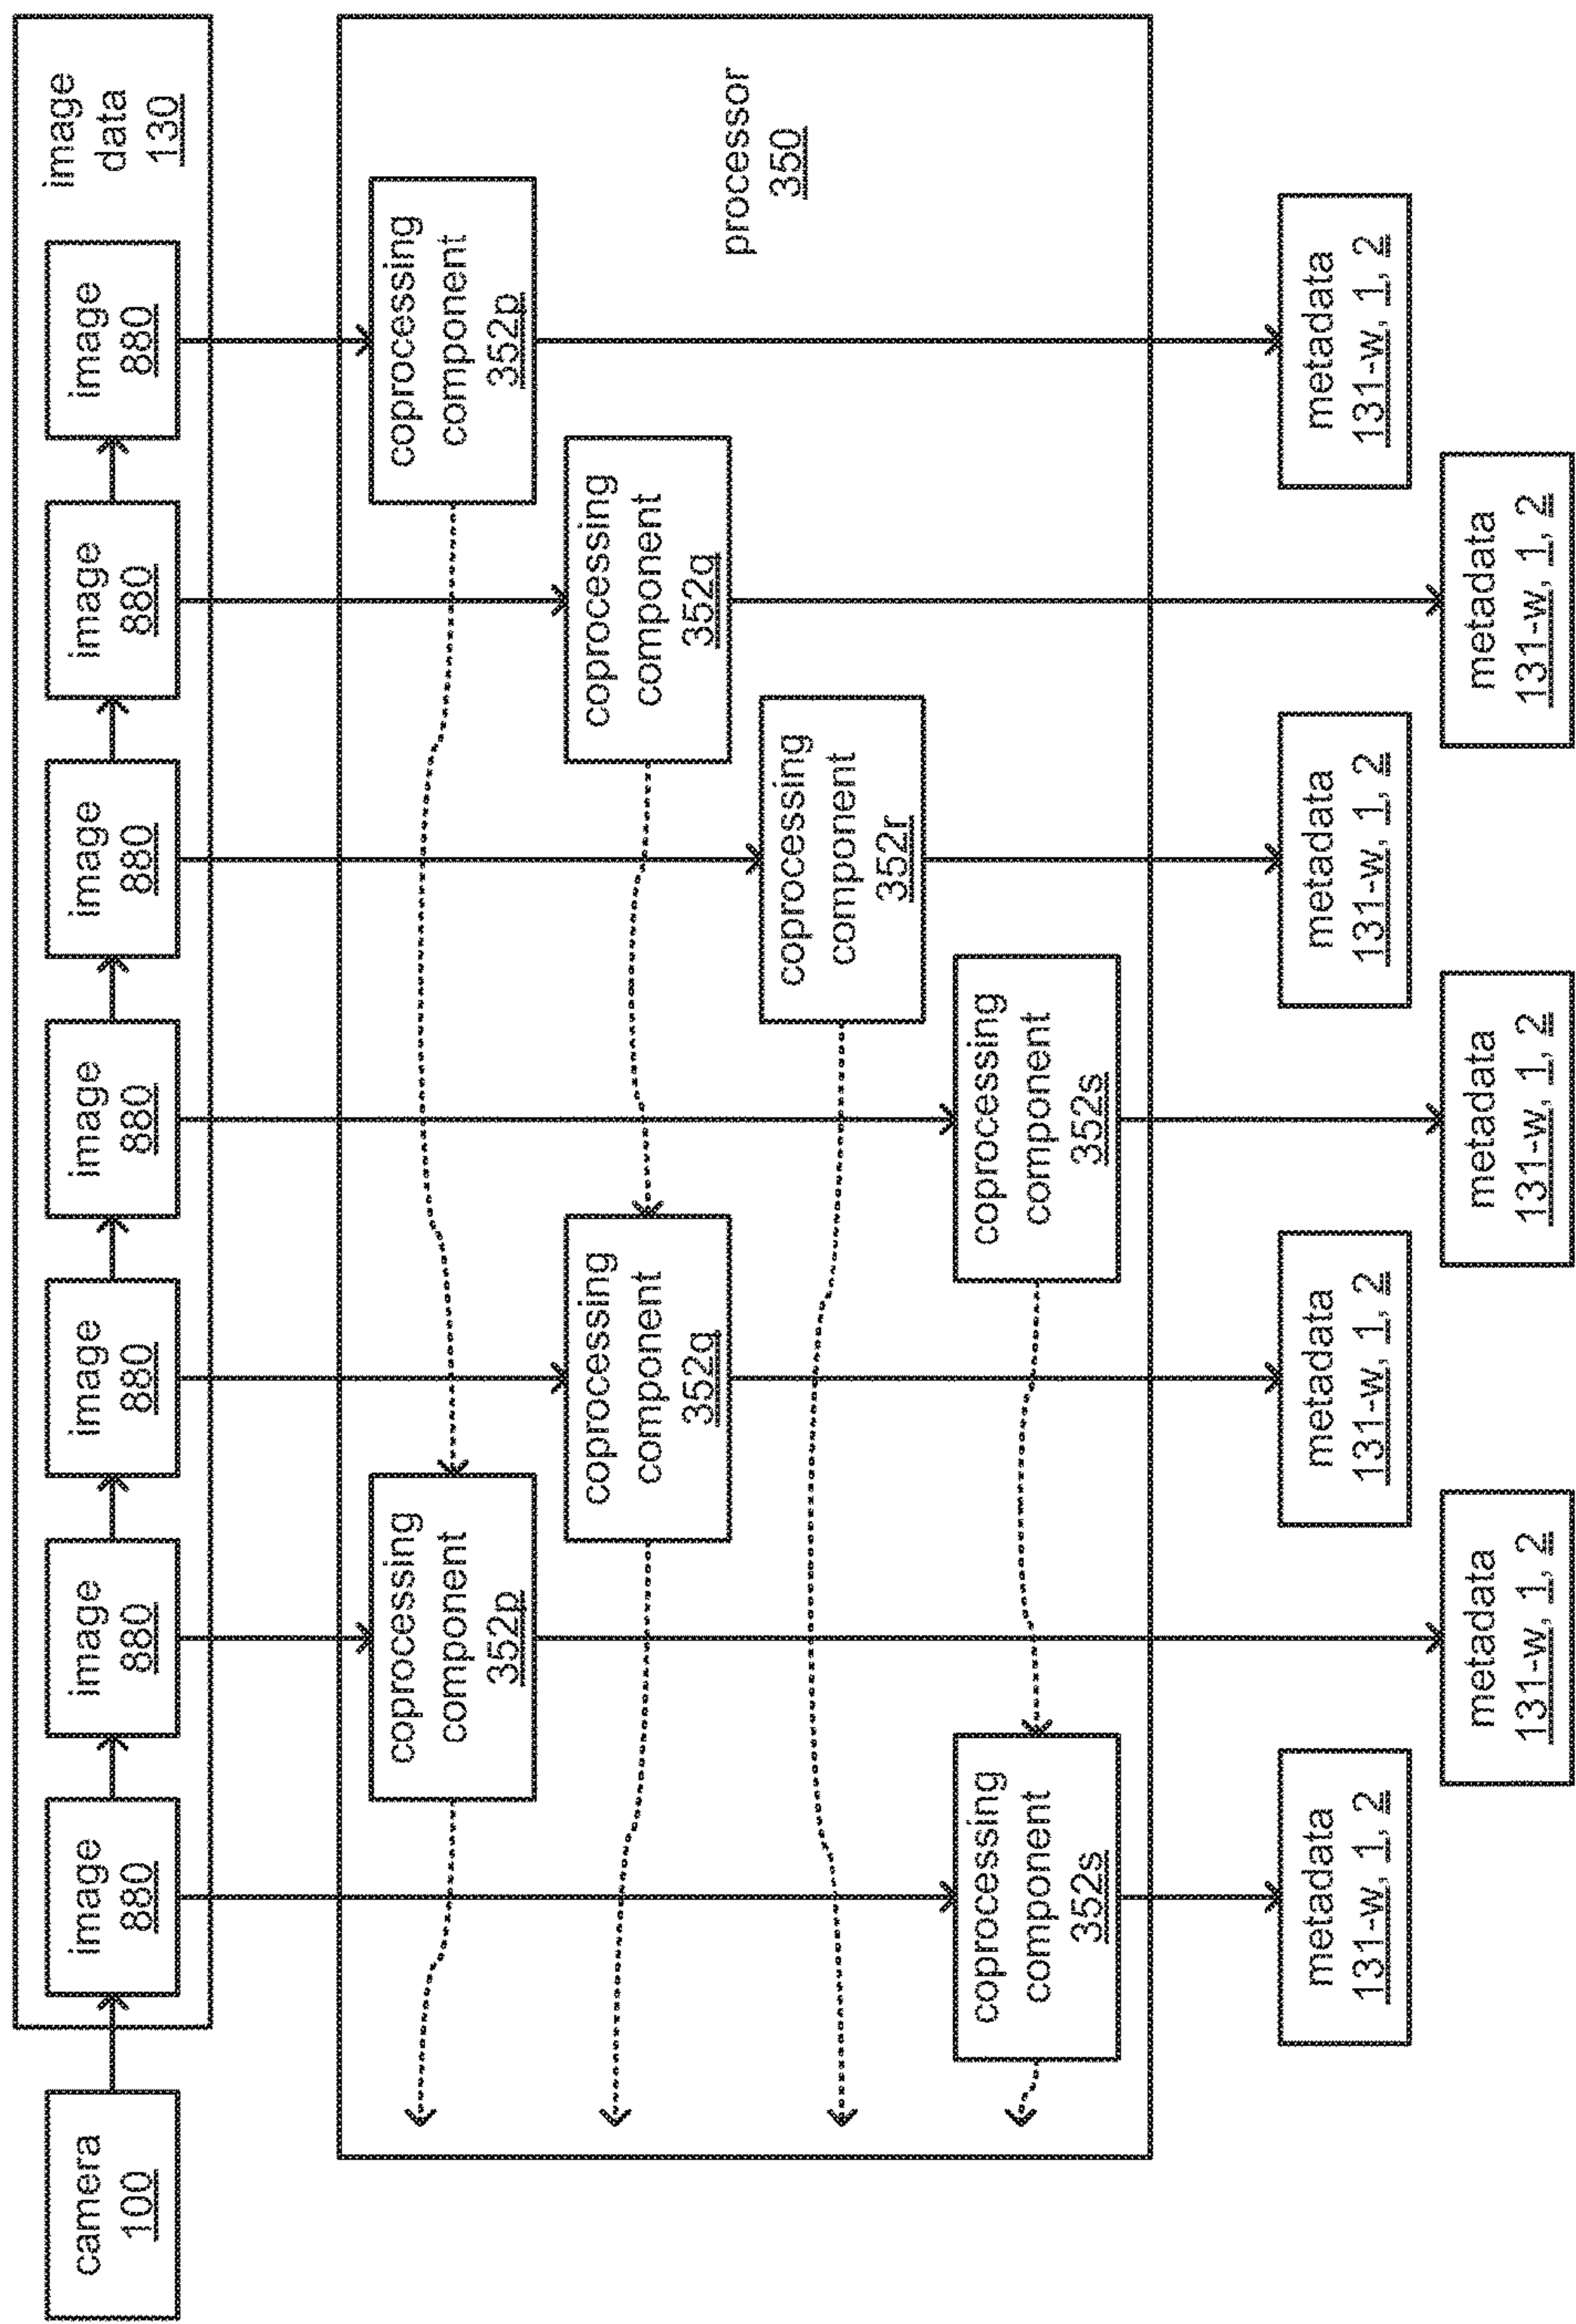 camera
100
image
880
image
880
image
880
image
880
image
880
image
880
image
880
image
data
130
coprocessing
component
352p
coprocessing
component
352p
coprocessing
component
352q
coprocessing
component
352q
coprocessing
component
352r
coprocessing
component
352s
coprocessing
component
352s
processor
350
metadata
131-w, 1, 2
metadata
131-w, 1, 2
metadata
131-w, 1, 2
metadata
131-w, 1, 2
metadata
131-w, 1, 2
metadata
131-w, 1, 2
metadata
131-w, 1, 2